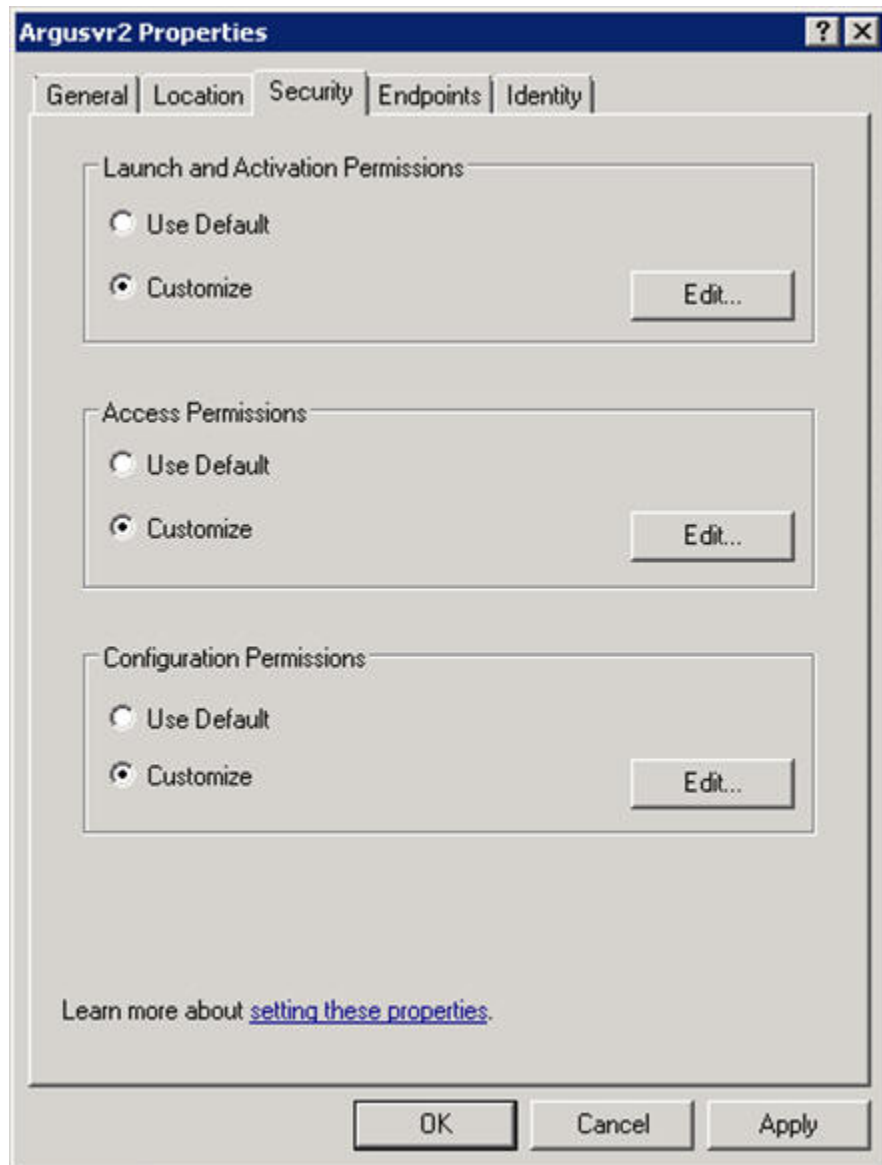 Argusvr2 Properties
General Location Security Endpoints Identity
Launch and Activation Permissions
Use Default
Customize
Edit...
Access Permissions
Use Default
Customize
Edit...
Configuration Permissions
Use Default
Customize
Edit...
Learn more about setting these properties.
OK Cancel Apply